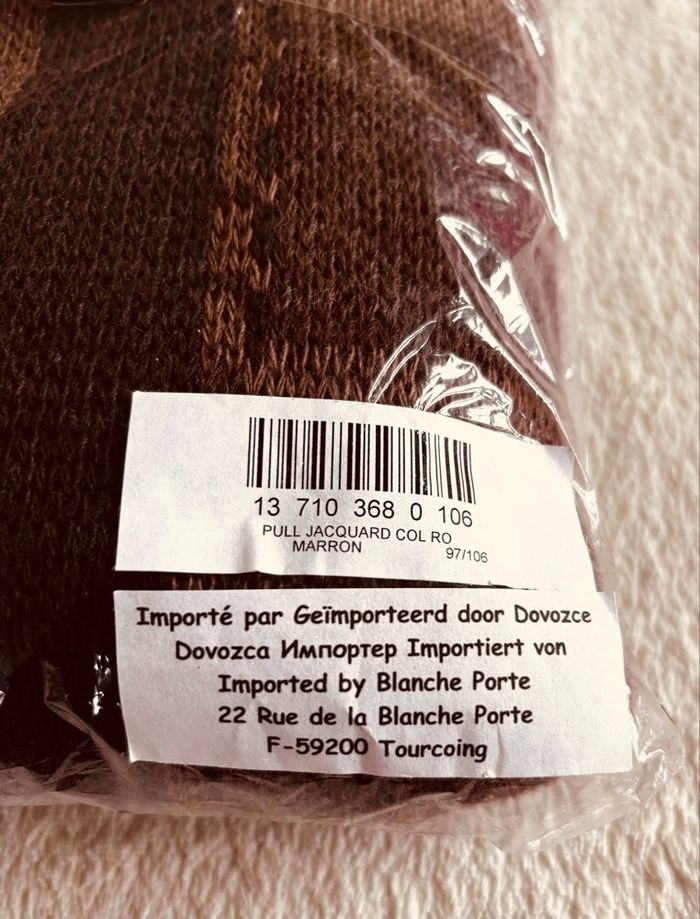 13 710 368 0 106
PULL JACQUARD COL RO
MARRON 97/106
Importé par Geïmporteerd door Dovozce
Dovozca Импортер Importiert von
Imported by Blanche Porte
22 Rue de la Blanche Porte
F-59200 Tourcoing